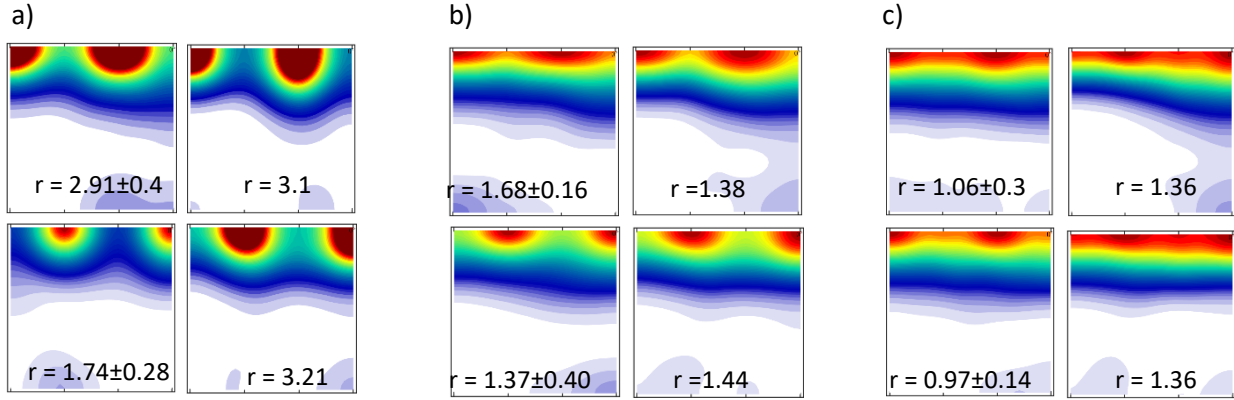 a) b) c)
r = 2.91±0.4 r = 3.1 r = 1.68±0.16 r =1.38 r = 1.06±0.3 r = 1.36
r = 1.74±0.28 r = 3.21 r = 1.37±0.40 r =1.44 r = 0.97±0.14 r = 1.36